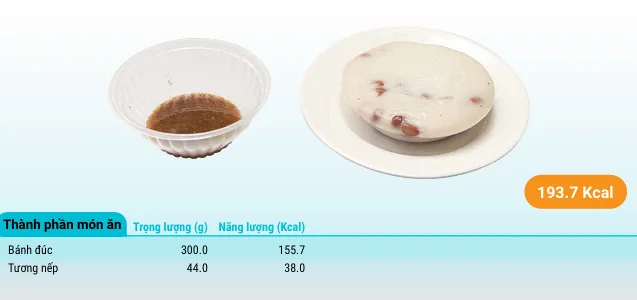 193.7 Kcal
Thành phần món ăn Trọng lượng (g) Năng lượng (Kcal)
Bánh đúc 300.0 155.7
Tương nếp 44.0 38.0